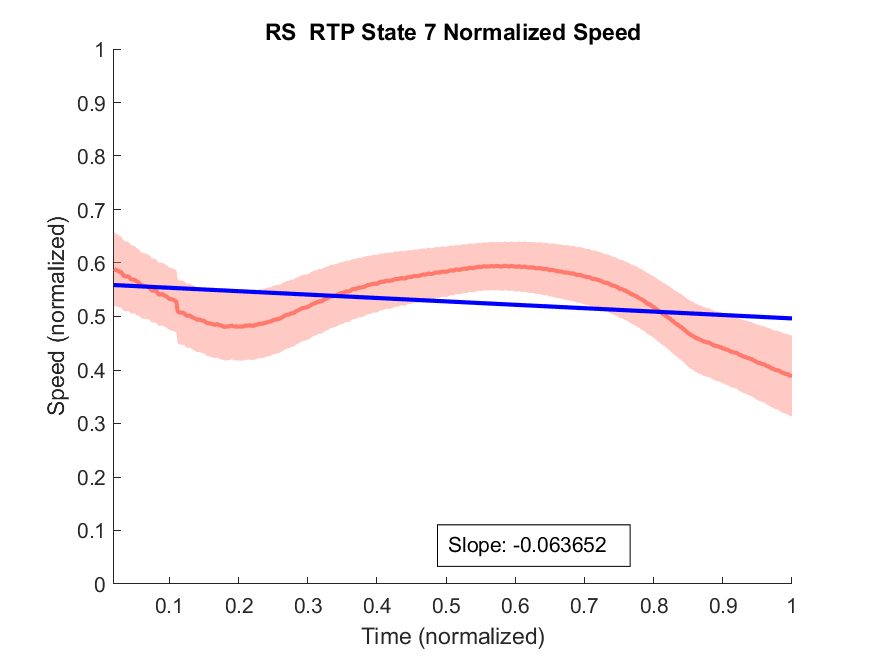 RS  RTP State 7 Normalized Speed
1
0.9
0.8
0.7
0.6
0.5
0.4
0.3
0.2
0.1
0
Speed (normalized)
Slope: -0.063652
0.1 0.2 0.3 0.4 0.5 0.6 0.7 0.8 0.9 1
Time (normalized)